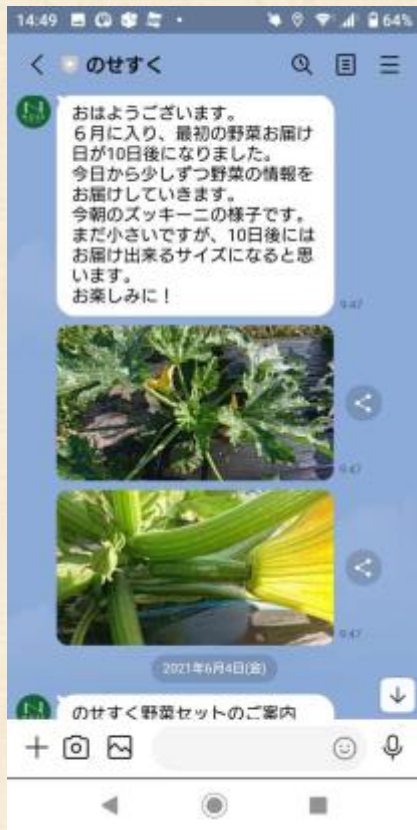 14:49
64%
のせすく
おはようございます。
６月に入り、最初の野菜お届け
日が10日後になりました。
今日から少しずつ野菜の情報を
お届けしていきます。
今朝のズッキーニの様子です。
まだ小さいですが、10日後には
お届け出来るサイズになると思
います。
お楽しみに！
9:47
9:47
9:47
2021年6月4日(金)
のせすく野菜セットのご案内